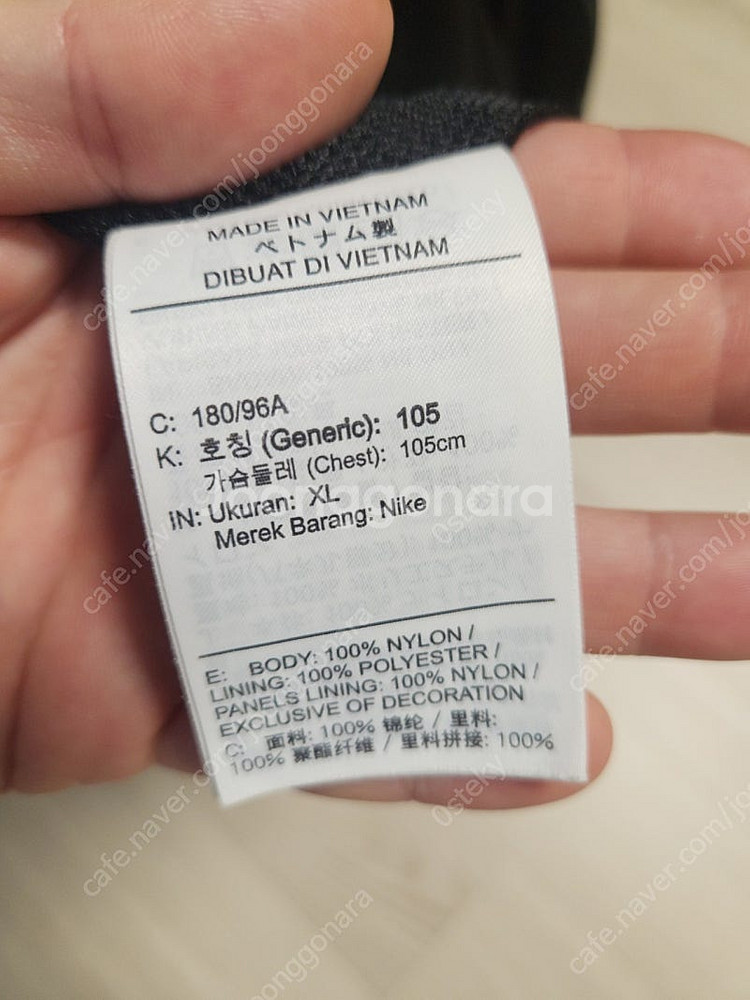 MADE IN VIETNAM
ベトナム製
DIBUAT DI VIETNAM
C: 180/96A
K: 호칭 (Generic): 105
가슴둘레 (Chest): 105cm
IN: Ukuran: XL
Merek Barang: Nike
joonggonara
E: BODY: 100% NYLON /
LINING: 100% POLYESTER /
PANELS LINING: 100% NYLON /
EXCLUSIVE OF DECORATION
C: 面料: 100% 锦纶 / 里料:
100% 聚酯纤维 / 里料拼接: 100%
cafe.naver.com/joonggonara
0steky